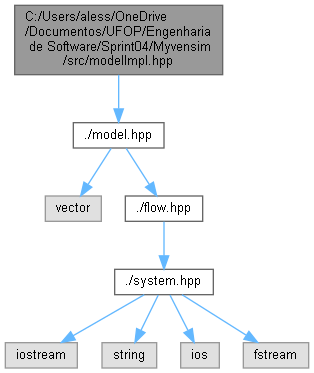 C:/Users/aless/OneDrive
/Documentos/UFOP/Engenharia
de Software/Sprint04/Myvensim
/src/modelImpl.hpp
./model.hpp
vector
./flow.hpp
./system.hpp
iostream
string
ios
fstream